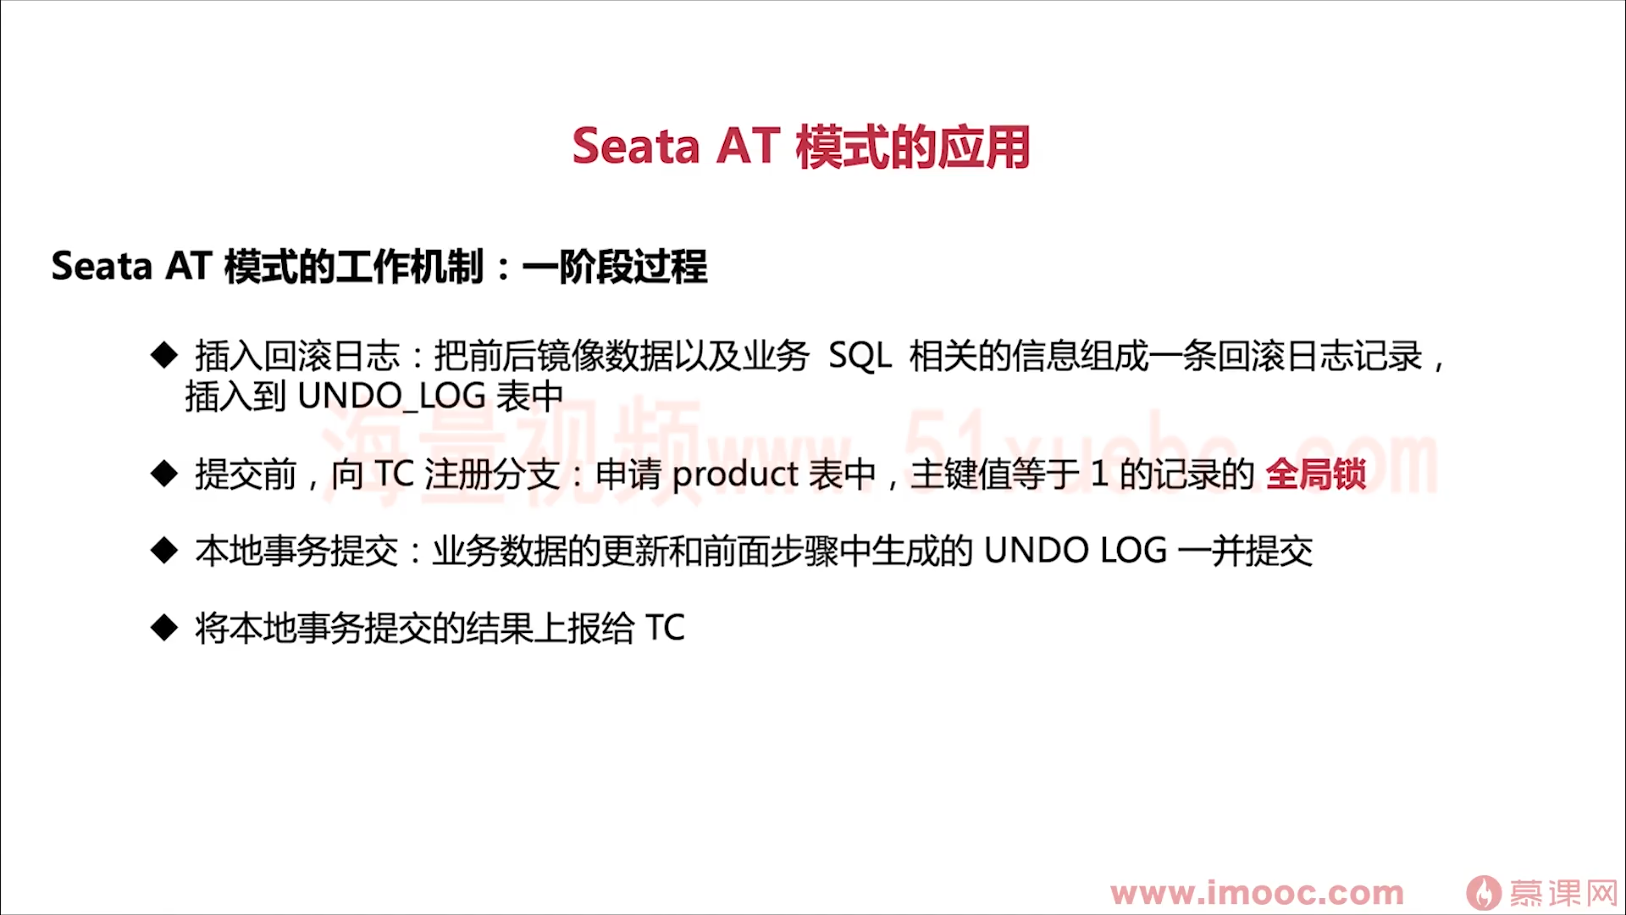 Seata AT 模式的应用
Seata AT 模式的工作机制：一阶段过程
◆ 插入回滚日志：把前后镜像数据以及业务 SQL 相关的信息组成一条回滚日志记录，
插入到 UNDO_LOG 表中
◆ 提交前，向 TC 注册分支：申请 product 表中，主键值等于 1 的记录的 全局锁
◆ 本地事务提交：业务数据的更新和前面步骤中生成的 UNDO LOG 一并提交
◆ 将本地事务提交的结果上报给 TC
海量视频www.51xuebc.com
www.imooc.com 慕课网